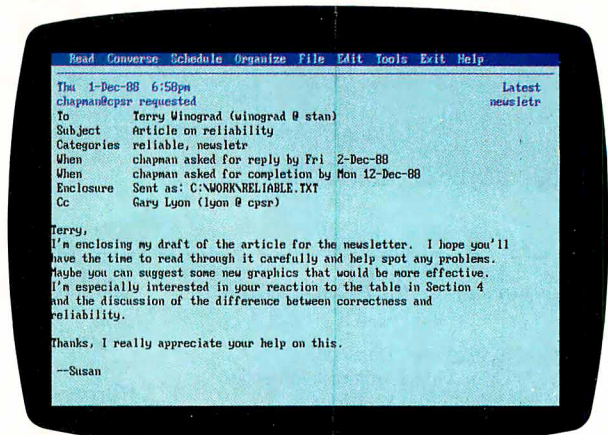 Read Converse Schedule Organize File Edit Tools Exit Help
Thu 1-Dec-88 6:58pm Latest
chapman@cpsr requested newsletr
To Terry Winograd (winograd @ stan)
Subject Article on reliability
Categories reliable, newsletr
When chapman asked for reply by Fri 2-Dec-88
When chapman asked for completion by Mon 12-Dec-88
Enclosure Sent as: C:\WORK\RELIABLE.TXT
Cc Gary Lyon (lyon @ cpsr)
Terry,
I'm enclosing my draft of the article for the newsletter. I hope you'll
have the time to read through it carefully and help spot any problems.
Maybe you can suggest some new graphics that would be more effective.
I'm especially interested in your reaction to the table in Section 4
and the discussion of the difference between correctness and
reliability.
Thanks, I really appreciate your help on this.
--Susan